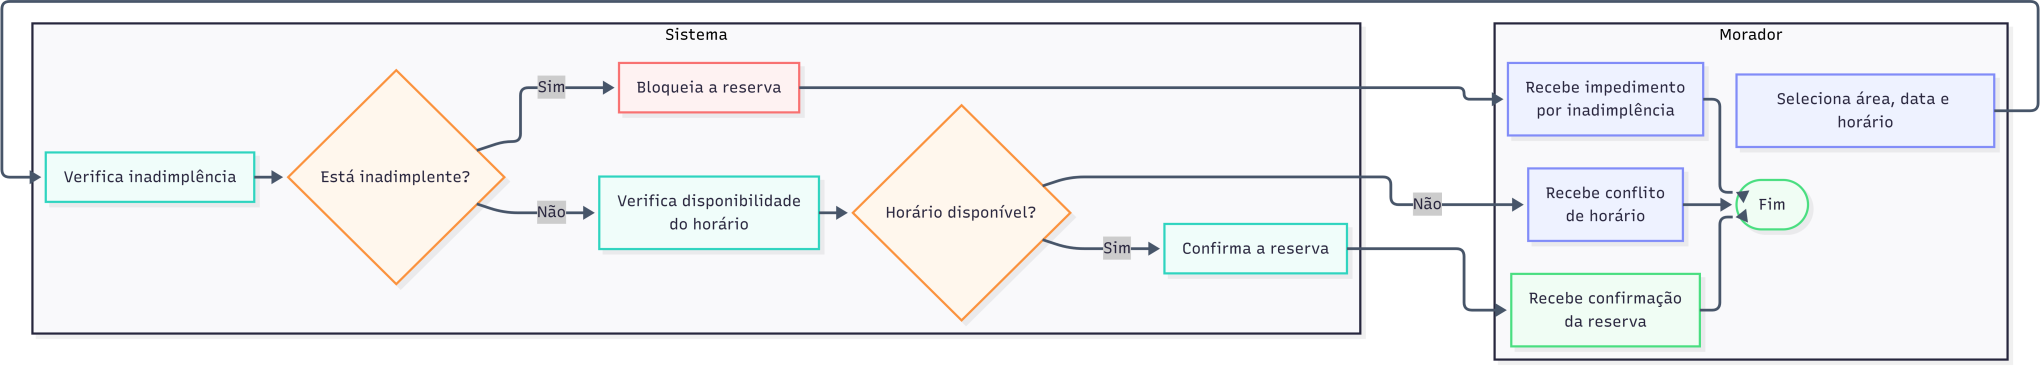 Sistema
Verifica inadimplência
Está inadimplente?
Sim
Bloqueia a reserva
Não
Verifica disponibilidade
do horário
Horário disponível?
Não
Sim
Confirma a reserva
Morador
Recebe impedimento
por inadimplência
Seleciona área, data e
horário
Recebe conflito
de horário
Fim
Recebe confirmação
da reserva